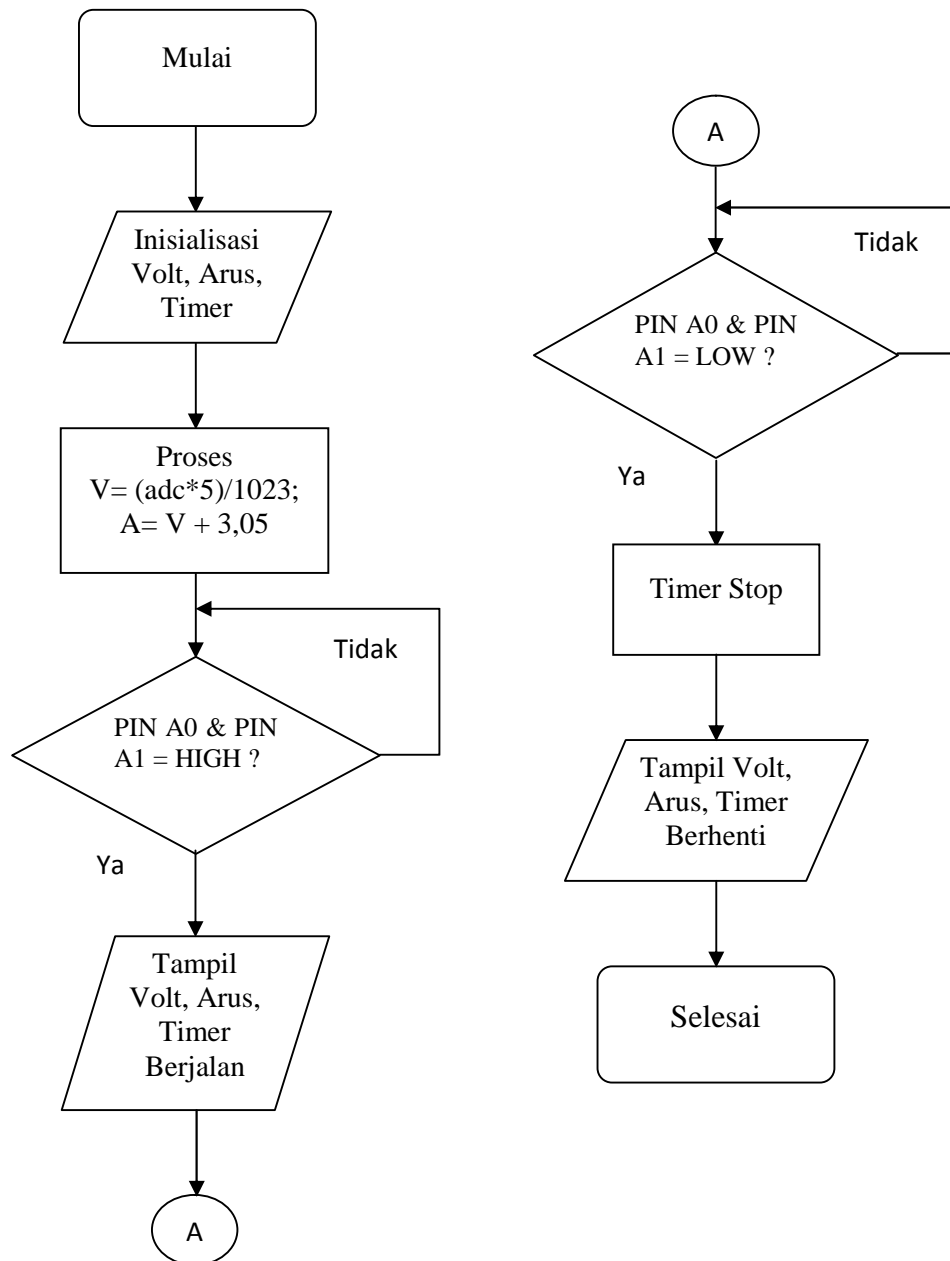 Mulai
Inisialisasi
Volt, Arus,
Timer
Proses
V= (adc*5)/1023;
A= V + 3,05
Tidak
PIN A0 & PIN
A1 = HIGH ?
Ya
Tampil
Volt, Arus,
Timer
Berjalan
A
A
Tidak
PIN A0 & PIN
A1 = LOW ?
Ya
Timer Stop
Tampil Volt,
Arus, Timer
Berhenti
Selesai